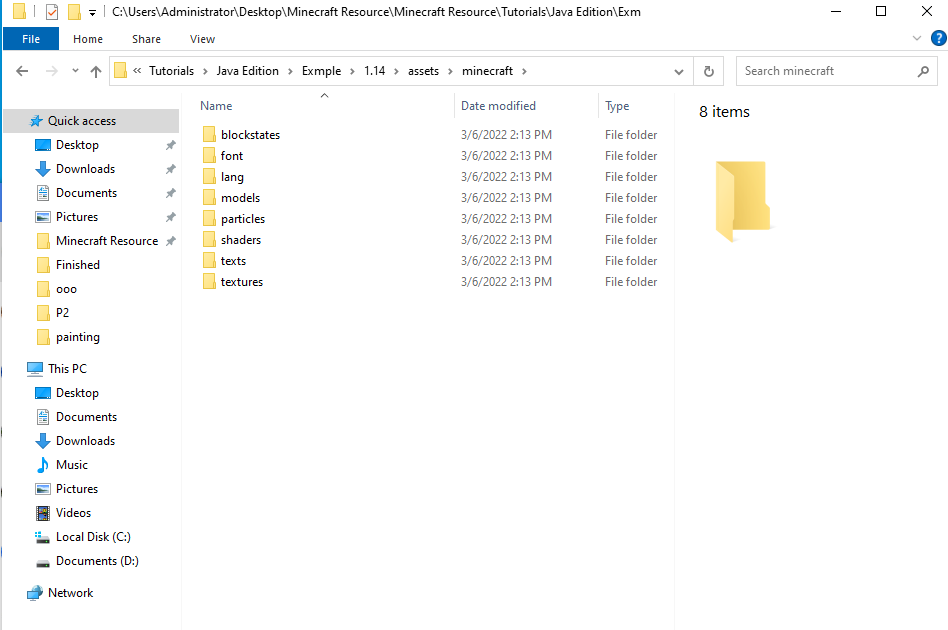 C:\Users\Administrator\Desktop\Minecraft Resource\Minecraft Resource\Tutorials\Java Edition\Exm
File Home Share View
« Tutorials > Java Edition > Exmple > 1.14 > assets > minecraft >
Search minecraft
Quick access
Desktop
Downloads
Documents
Pictures
Minecraft Resource
Finished
ooo
P2
painting
This PC
Desktop
Documents
Downloads
Music
Pictures
Videos
Local Disk (C:)
Documents (D:)
Network
Name Date modified Type
blockstates 3/6/2022 2:13 PM File folder
font 3/6/2022 2:13 PM File folder
lang 3/6/2022 2:13 PM File folder
models 3/6/2022 2:13 PM File folder
particles 3/6/2022 2:13 PM File folder
shaders 3/6/2022 2:13 PM File folder
texts 3/6/2022 2:13 PM File folder
textures 3/6/2022 2:13 PM File folder
8 items